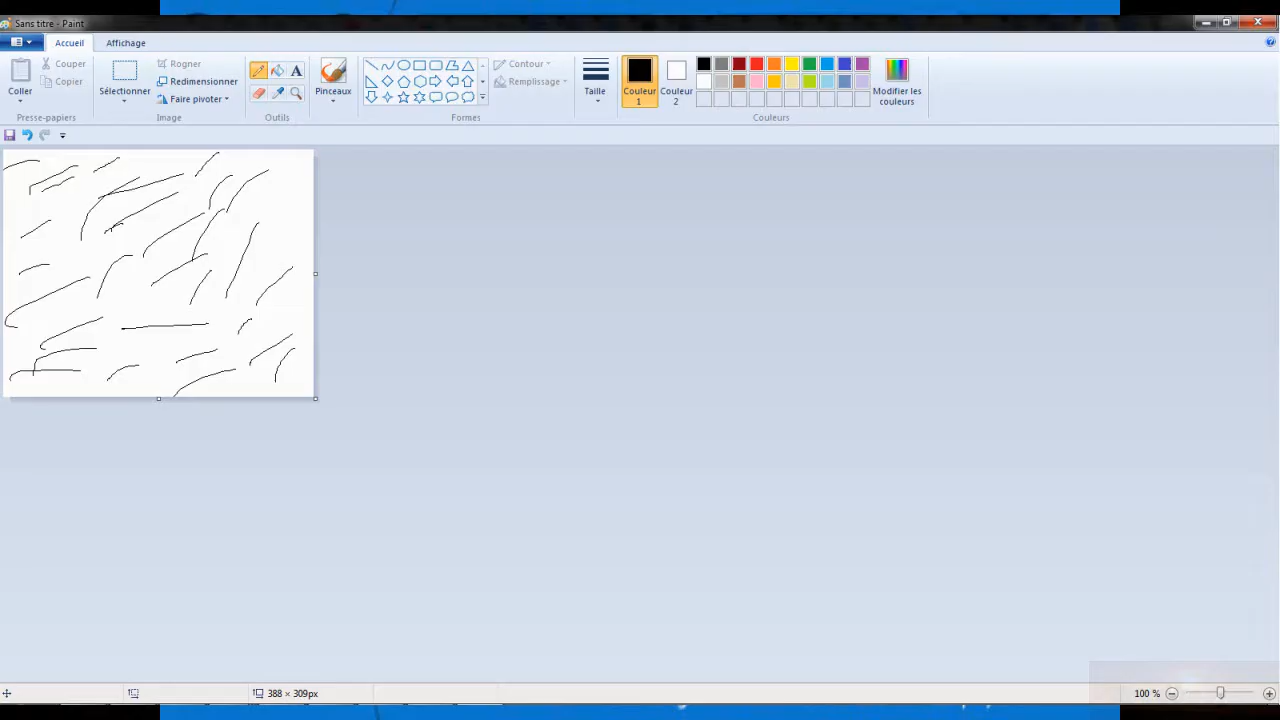 Sans titre - Paint
Accueil Affichage
Coller
Couper
Copier
Presse-papiers
Sélectionner
Rogner
Redimensionner
Faire pivoter
Image
A
Outils
Pinceaux
Contour
Remplissage
Formes
Taille
Couleur
1
Couleur
2
Modifier les
couleurs
Couleurs
388 × 309px
100 %